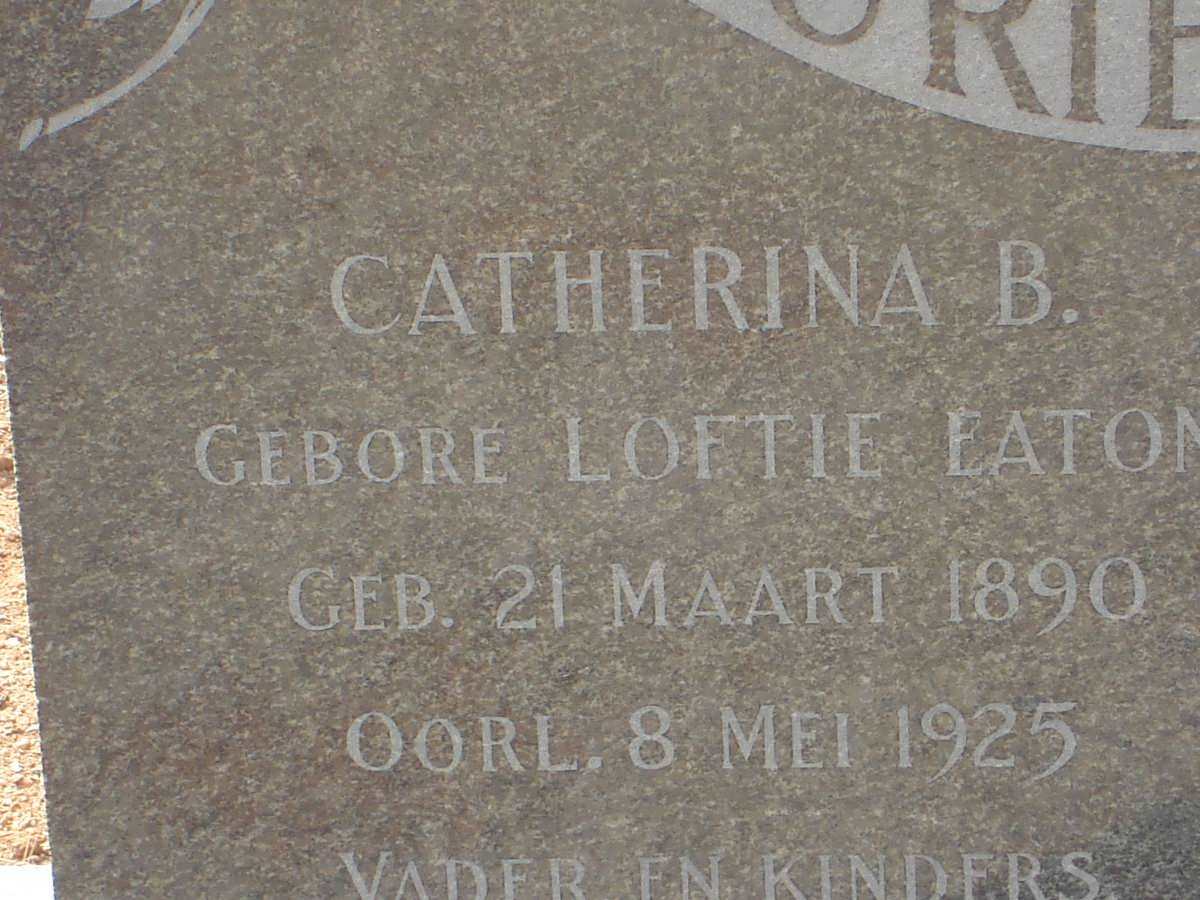 CATHERINA B.
GEBORE LOFTIE EATON
GEB. 21 MAART 1890
OORL. 8 MEI 1925
VADER EN KINDERS.